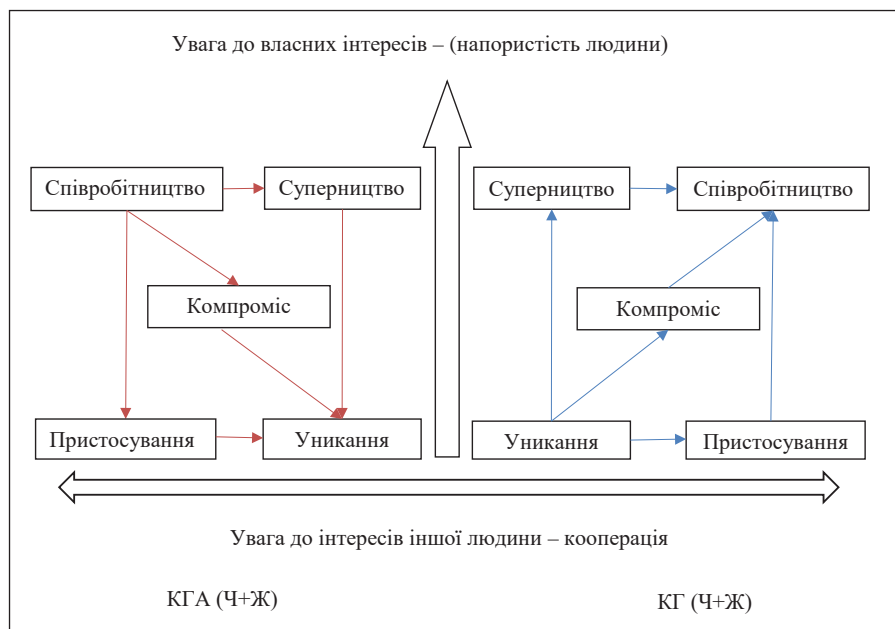 Увага до власних інтересів – (напористість людини)
Співробітництво
Суперництво
Компроміс
Пристосування
Уникання
Суперництво
Співробітництво
Компроміс
Уникання
Пристосування
Увага до інтересів іншої людини – кооперація
КГА (Ч+Ж)
КГ (Ч+Ж)